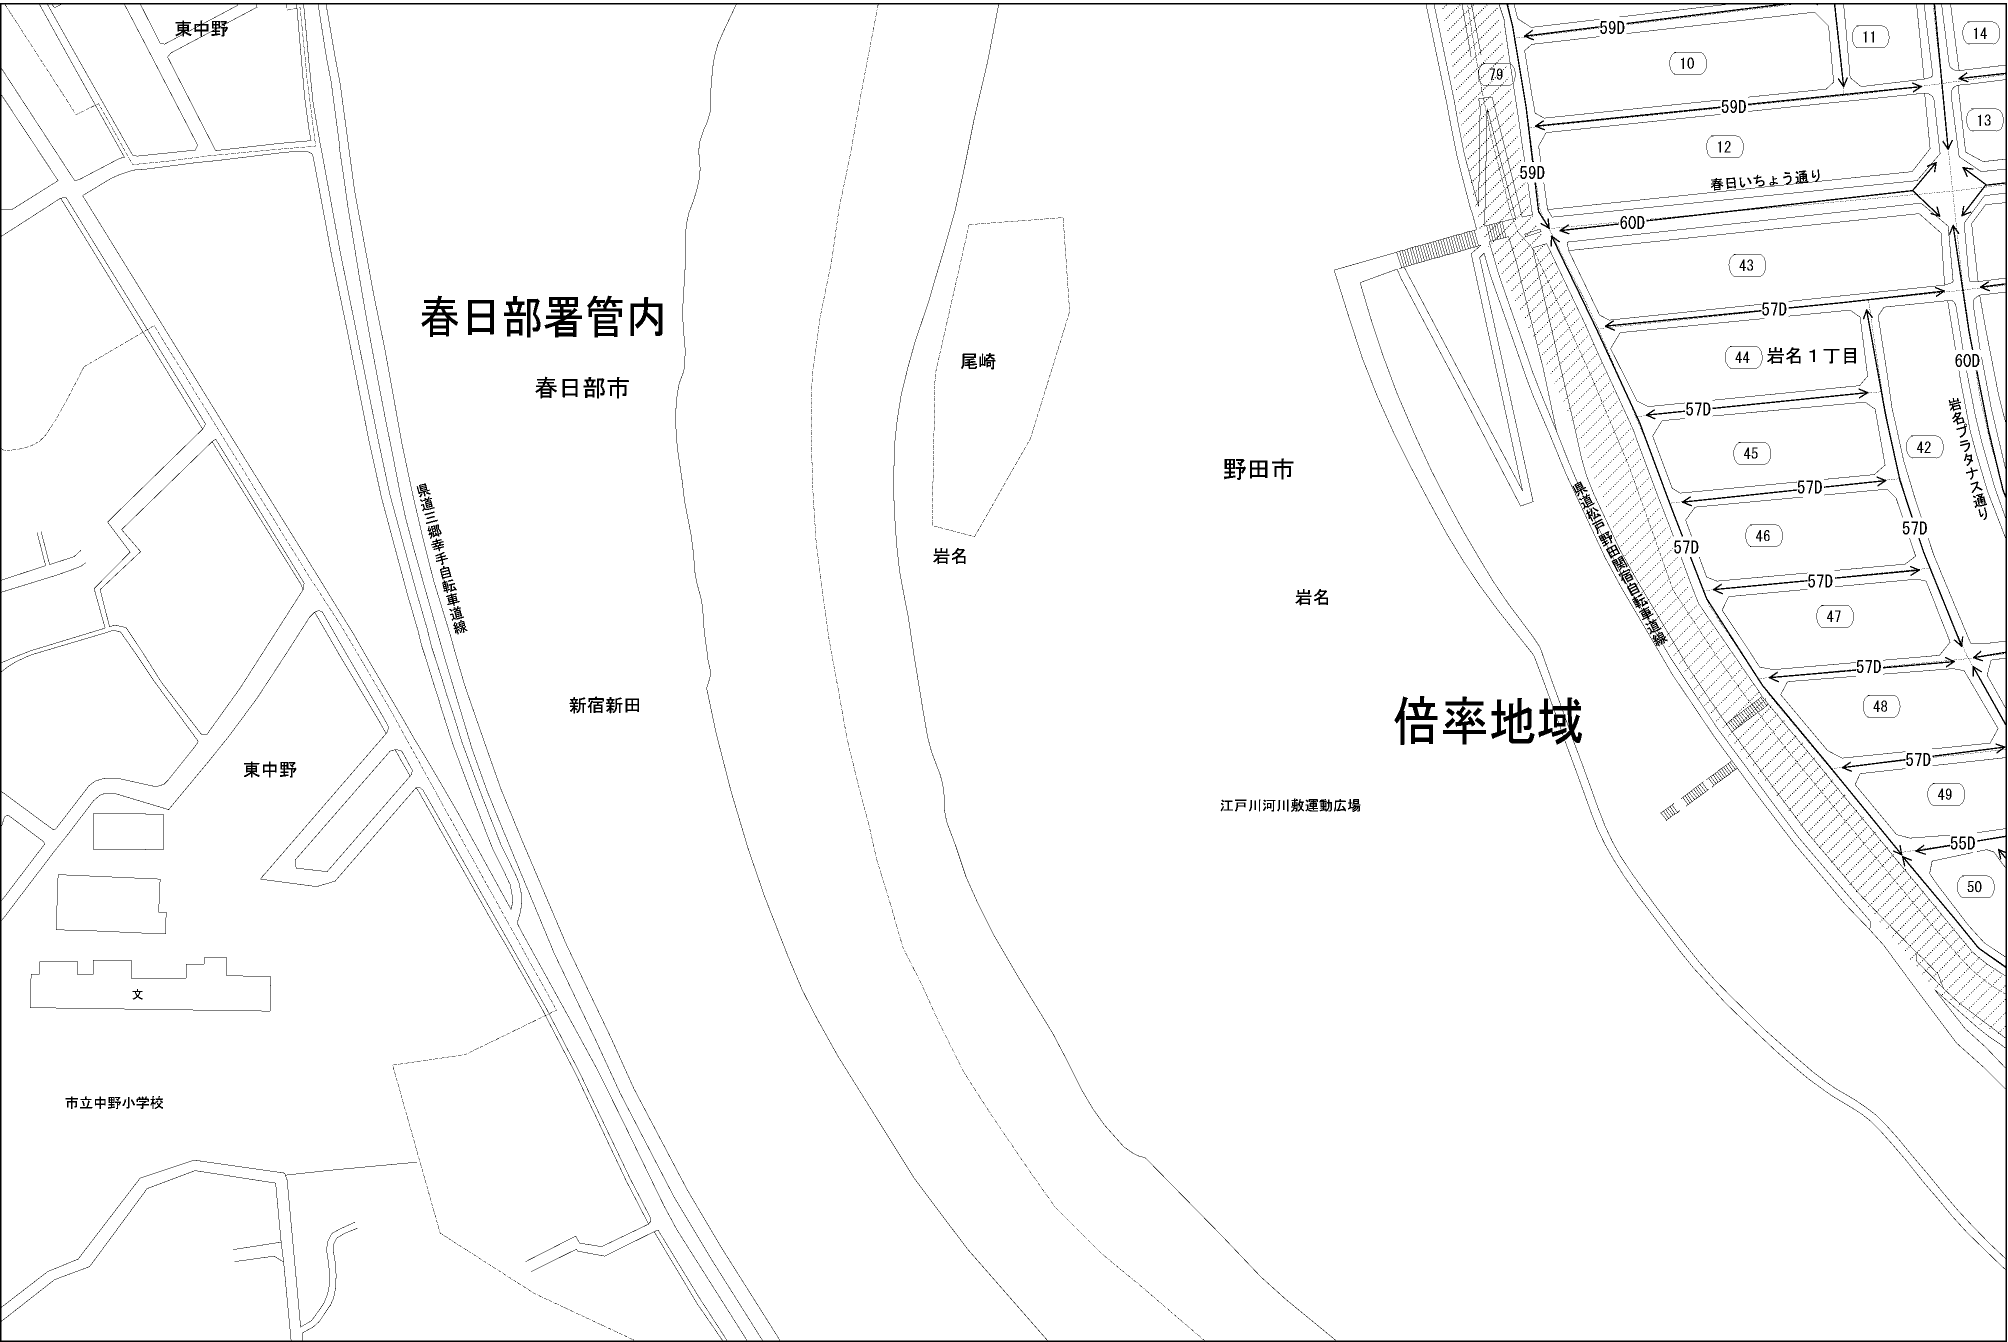 東中野
59D
11
14
10
79
59D
13
12
59D
春日いちょう通り
60D
43
春日部署管内
57D
44
岩名1丁目
尾崎
60D
春日部市
57D
岩名プラタナス通り
42
45
野田市
57D
県道三郷幸手自転車道線
県道松戸野田関宿自転車道線
57D
46
57D
岩名
57D
岩名
47
57D
新宿新田
48
倍率地域
57D
東中野
49
江戸川河川敷運動広場
55D
50
文
市立中野小学校